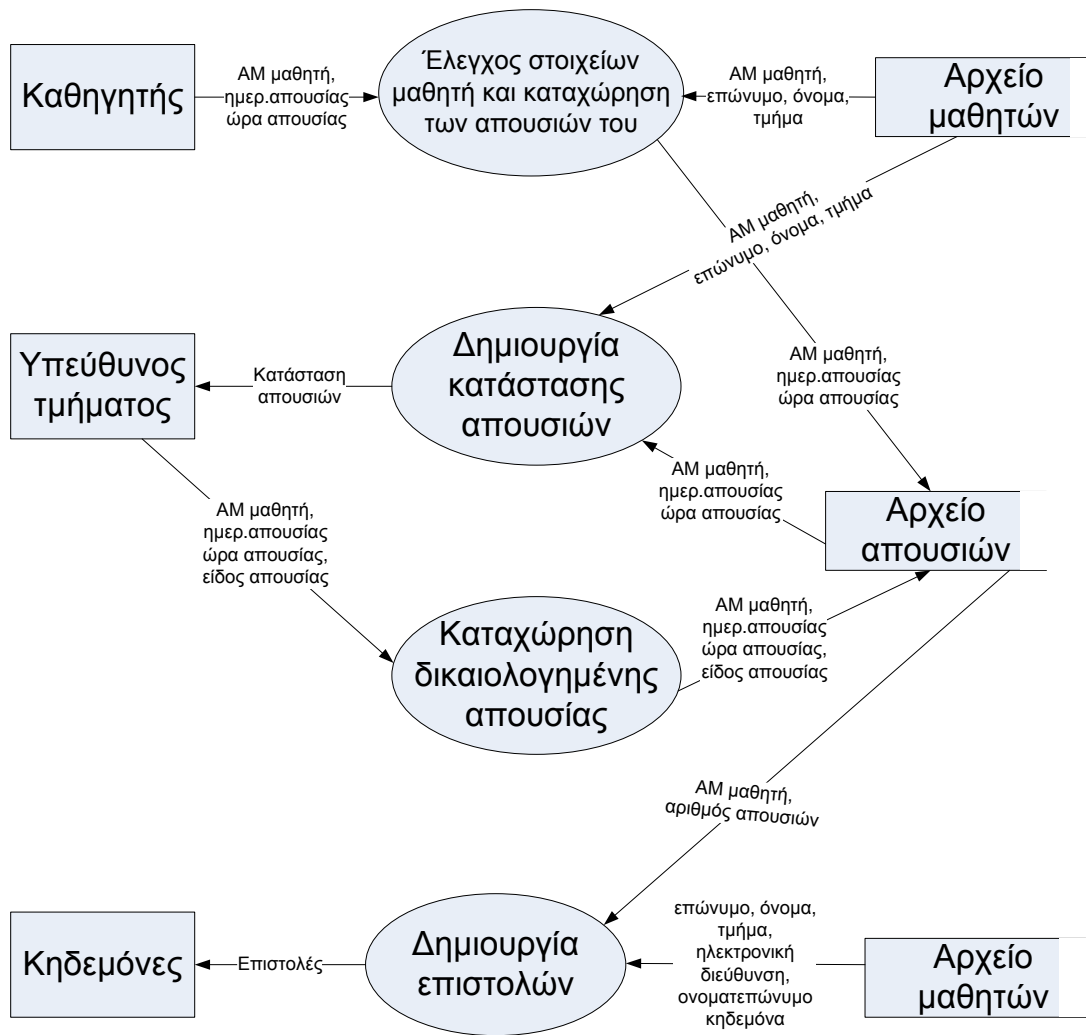 Καθηγητής
ΑΜ μαθητή,
ημερ.απουσίας
ώρα απουσίας
Έλεγχος στοιχείων
μαθητή και καταχώρηση
των απουσιών του
ΑΜ μαθητή,
επώνυμο, όνομα,
τμήμα
Αρχείο
μαθητών
ΑΜ μαθητή,
επώνυμο, όνομα, τμήμα
Υπεύθυνος
τμήματος
Κατάσταση
απουσιών
Δημιουργία
κατάστασης
απουσιών
ΑΜ μαθητή,
ημερ.απουσίας
ώρα απουσίας
ΑΜ μαθητή,
ημερ.απουσίας
ώρα απουσίας
Αρχείο
απουσιών
ΑΜ μαθητή,
ημερ.απουσίας
ώρα απουσίας,
είδος απουσίας
Καταχώρηση
δικαιολογημένης
απουσίας
ΑΜ μαθητή,
ημερ.απουσίας
ώρα απουσίας,
είδος απουσίας
ΑΜ μαθητή,
αριθμός απουσιών
Κηδεμόνες
Επιστολές
Δημιουργία
επιστολών
επώνυμο, όνομα,
τμήμα,
ηλεκτρονική
διεύθυνση,
ονοματεπώνυμο
κηδεμόνα
Αρχείο
μαθητών